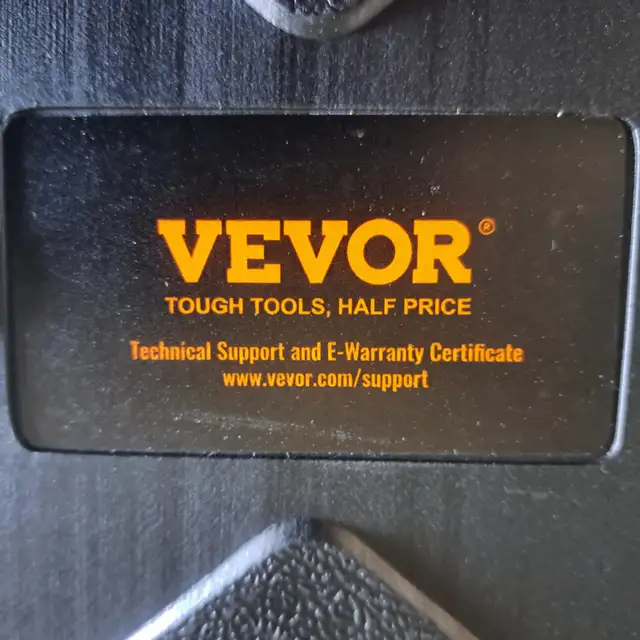 VEVOR®
TOUGH TOOLS, HALF PRICE
Technical Support and E-Warranty Certificate
www.vevor.com/support